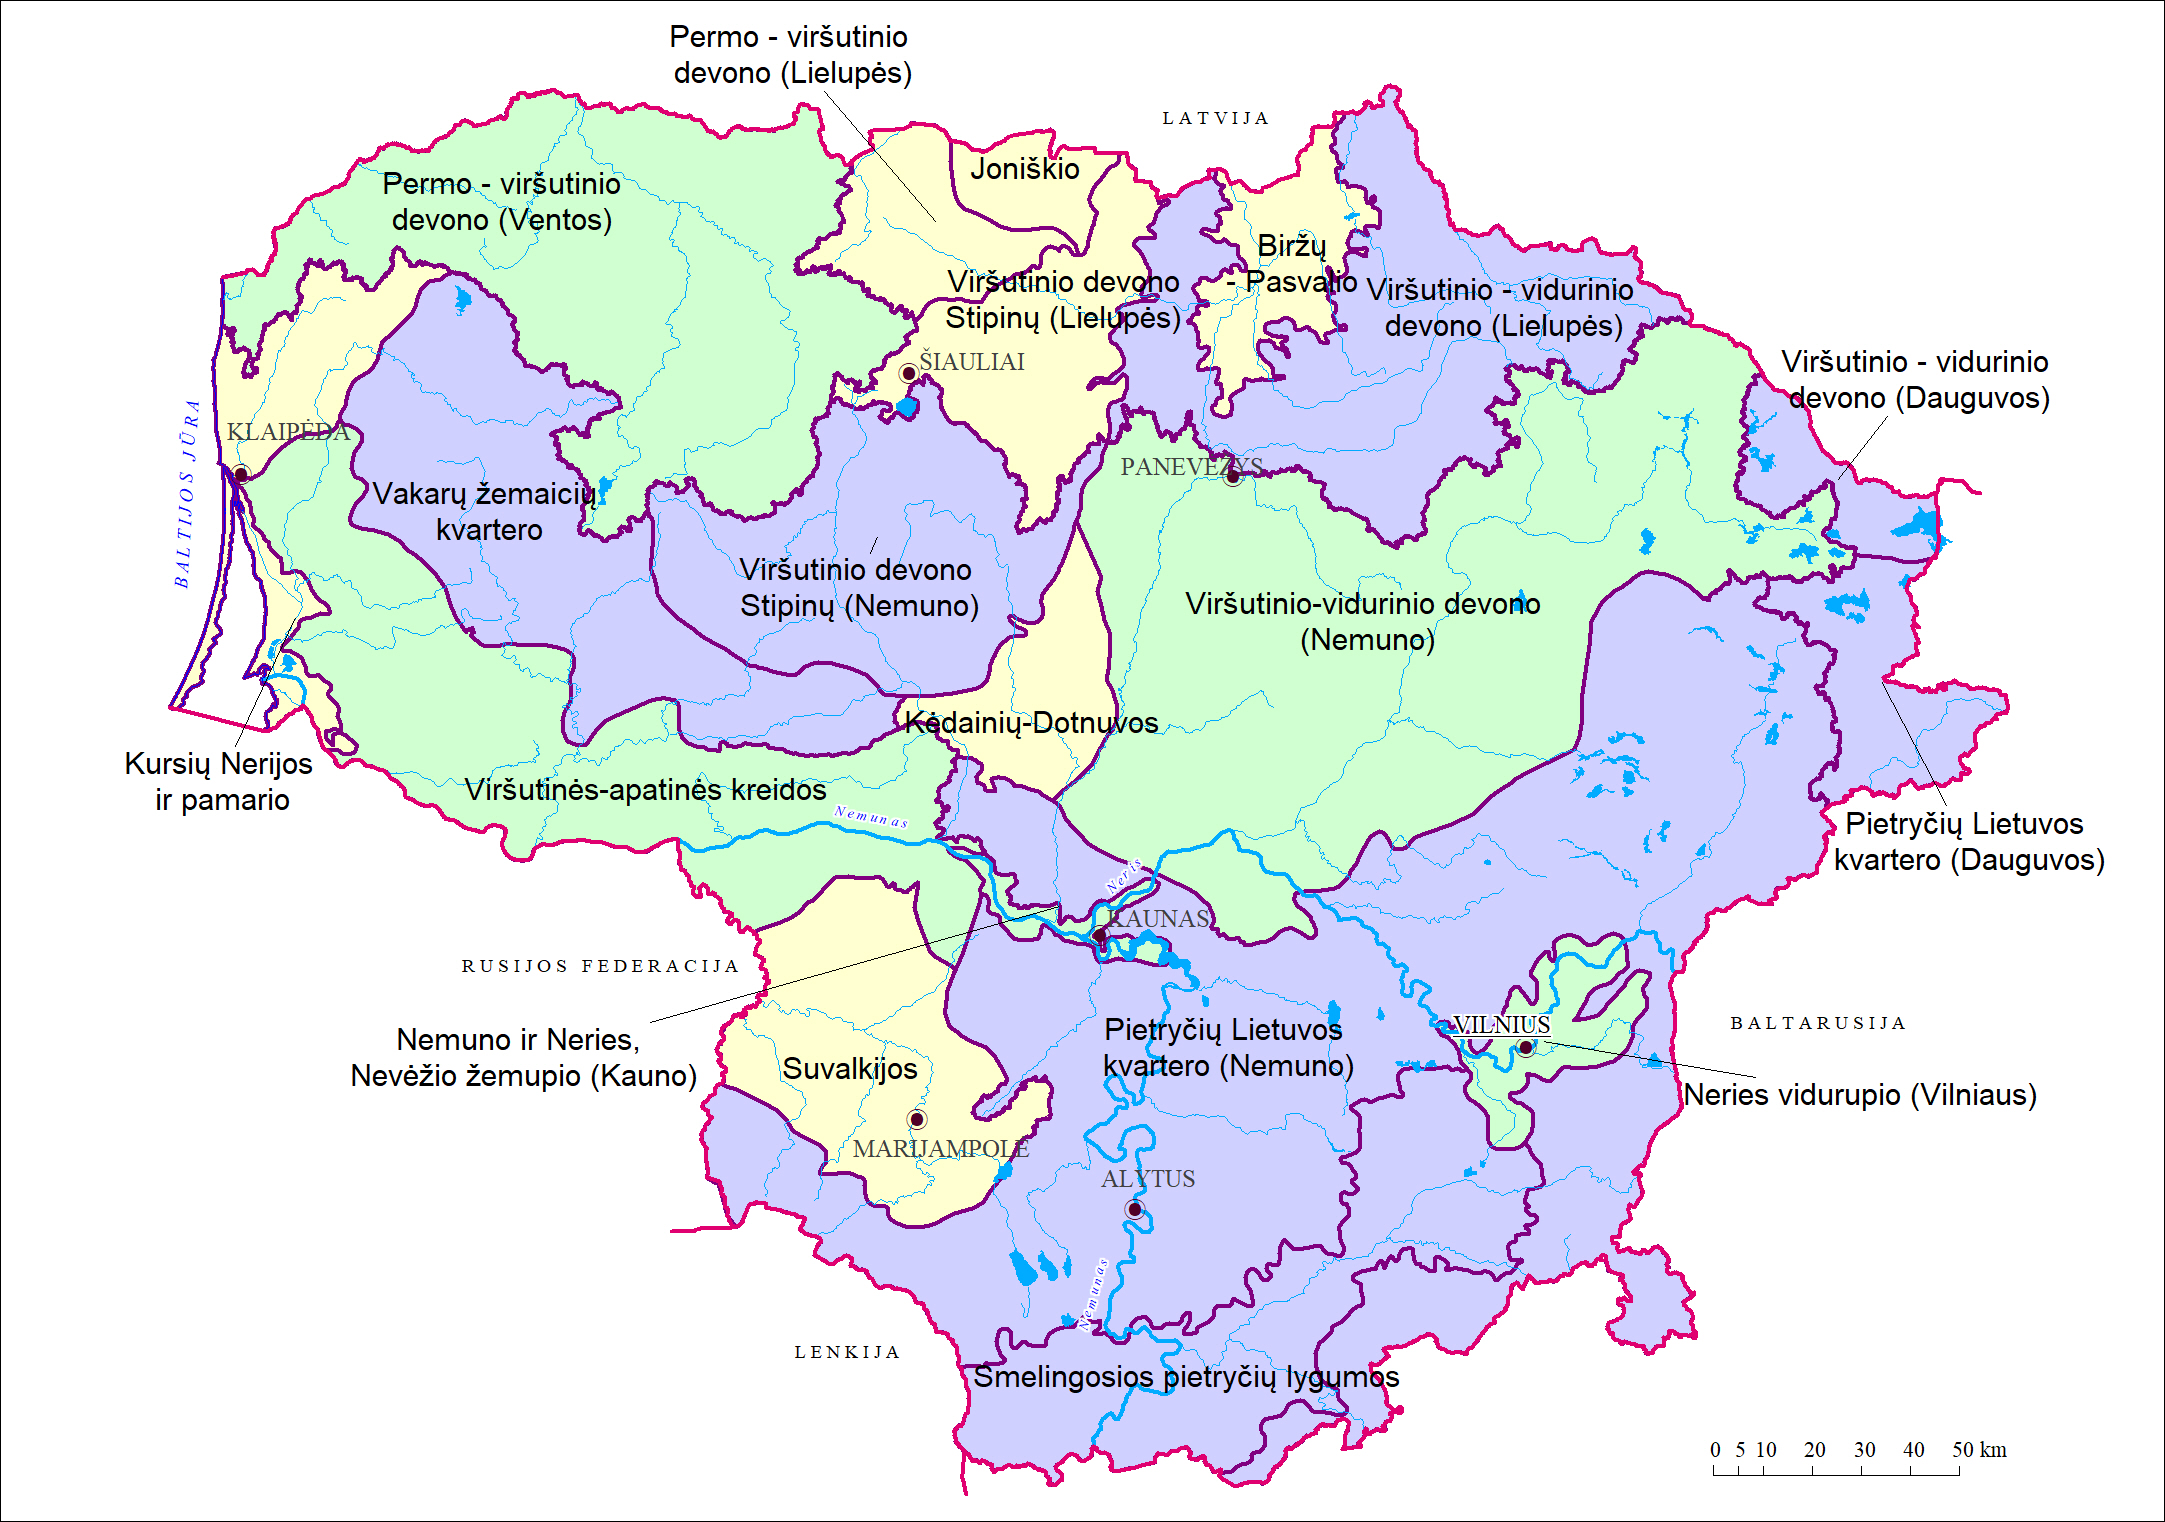 Permo - viršutinio
devono (Lielupės)
LATVIJA
Joniškio
Permo - viršutinio
devono (Ventos)
Biržų
- Pasvalio
Viršutinio devono
Stipinų (Lielupės)
Viršutinio - vidurinio
devono (Lielupės)
ŠIAULIAI
Viršutinio - vidurinio
devono (Dauguvos)
BALTIJOS JŪRA
KLAIPĖDA
PANEVĖŽYS
Vakarų žemaicių
kvartero
Viršutinio devono
Stipinų (Nemuno)
Viršutinio-vidurinio devono
(Nemuno)
Kėdainių-Dotnuvos
Kursių Nerijos
ir pamario
Viršutinės-apatinės kreidos
Nemunas
Pietryčių Lietuvos
kvartero (Dauguvos)
Neris
KAUNAS
RUSIJOS FEDERACIJA
Nemuno ir Neries,
Nevėžio žemupio (Kauno)
Suvalkijos
Pietryčių Lietuvos
kvartero (Nemuno)
VILNIUS
BALTARUSIJA
Neries vidurupio (Vilniaus)
MARIJAMPOLĖ
ALYTUS
Nemunas
LENKIJA
Smėlingosios pietryčių lygumos
0 5 10 20 30 40 50 km